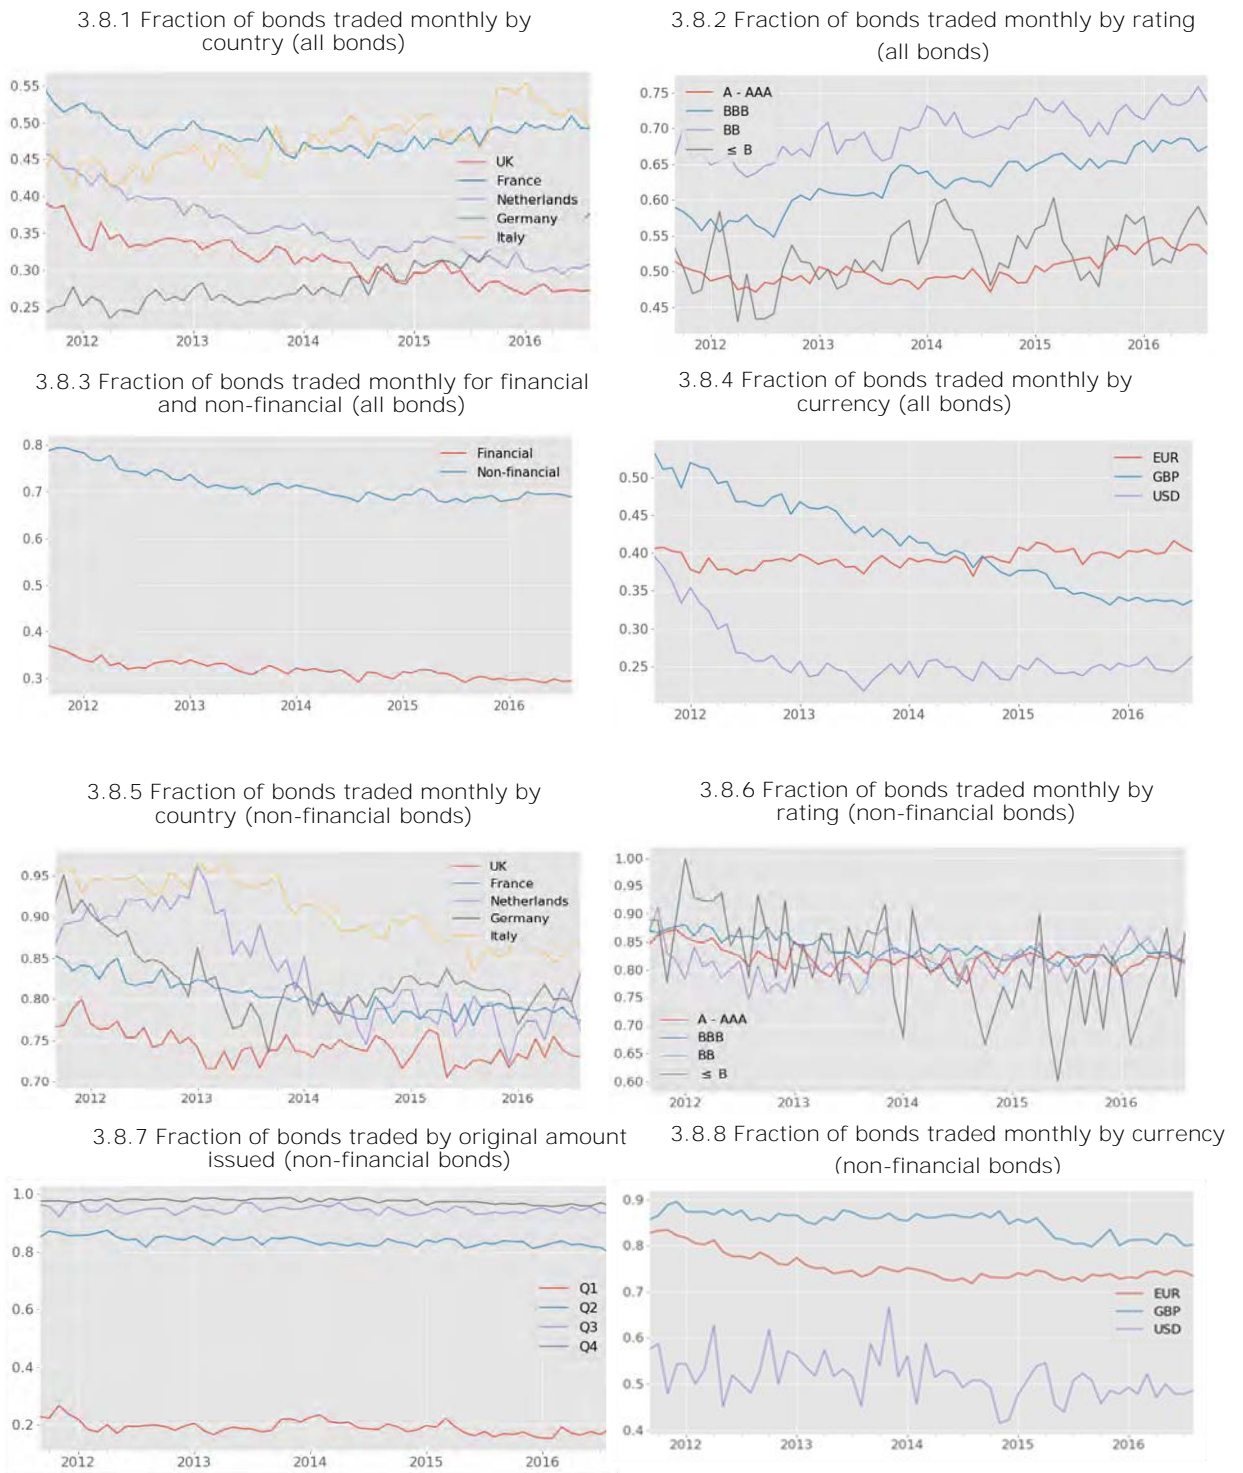 3.8.1 Fraction of bonds traded monthly by
country (all bonds)
0.55
0.50
0.45
0.40
0.35
0.30
0.25
UK
France
Netherlands
Germany
Italy
2012 2013 2014 2015 2016
3.8.2 Fraction of bonds traded monthly by rating
(all bonds)
0.75
0.70
0.65
0.60
0.55
0.50
0.45
A - AAA
BBB
BB
≤ B
2012 2013 2014 2015 2016
3.8.3 Fraction of bonds traded monthly for financial
and non-financial (all bonds)
0.8
0.7
0.6
0.5
0.4
0.3
Financial
Non-financial
2012 2013 2014 2015 2016
3.8.4 Fraction of bonds traded monthly by
currency (all bonds)
0.50
0.45
0.40
0.35
0.30
0.25
EUR
GBP
USD
2012 2013 2014 2015 2016
3.8.5 Fraction of bonds traded monthly by
country (non-financial bonds)
0.95
0.90
0.85
0.80
0.75
0.70
UK
France
Netherlands
Germany
Italy
2012 2013 2014 2015 2016
3.8.6 Fraction of bonds traded monthly by
rating (non-financial bonds)
1.00
0.95
0.90
0.85
0.80
0.75
0.70
0.65
0.60
A - AAA
BBB
BB
≤ B
2012 2013 2014 2015 2016
3.8.7 Fraction of bonds traded by original amount
issued (non-financial bonds)
1.0
0.8
0.6
0.4
0.2
Q1
Q2
Q3
Q4
2012 2013 2014 2015 2016
3.8.8 Fraction of bonds traded monthly by currency
(non-financial bonds)
0.9
0.8
0.7
0.6
0.5
0.4
EUR
GBP
USD
2012 2013 2014 2015 2016